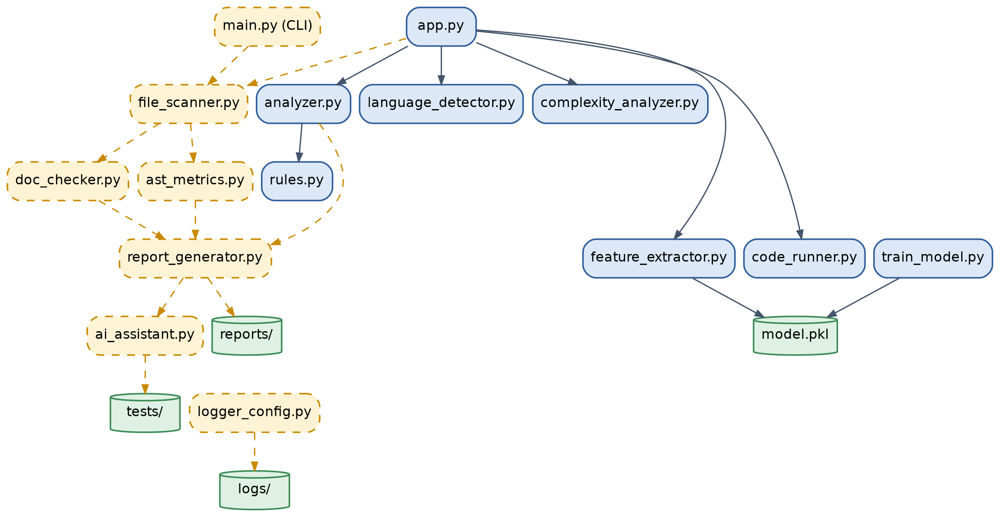 main.py (CLI)
app.py
file_scanner.py
analyzer.py
language_detector.py
complexity_analyzer.py
doc_checker.py
ast_metrics.py
rules.py
report_generator.py
feature_extractor.py
code_runner.py
train_model.py
ai_assistant.py
reports/
model.pkl
tests/
logger_config.py
logs/